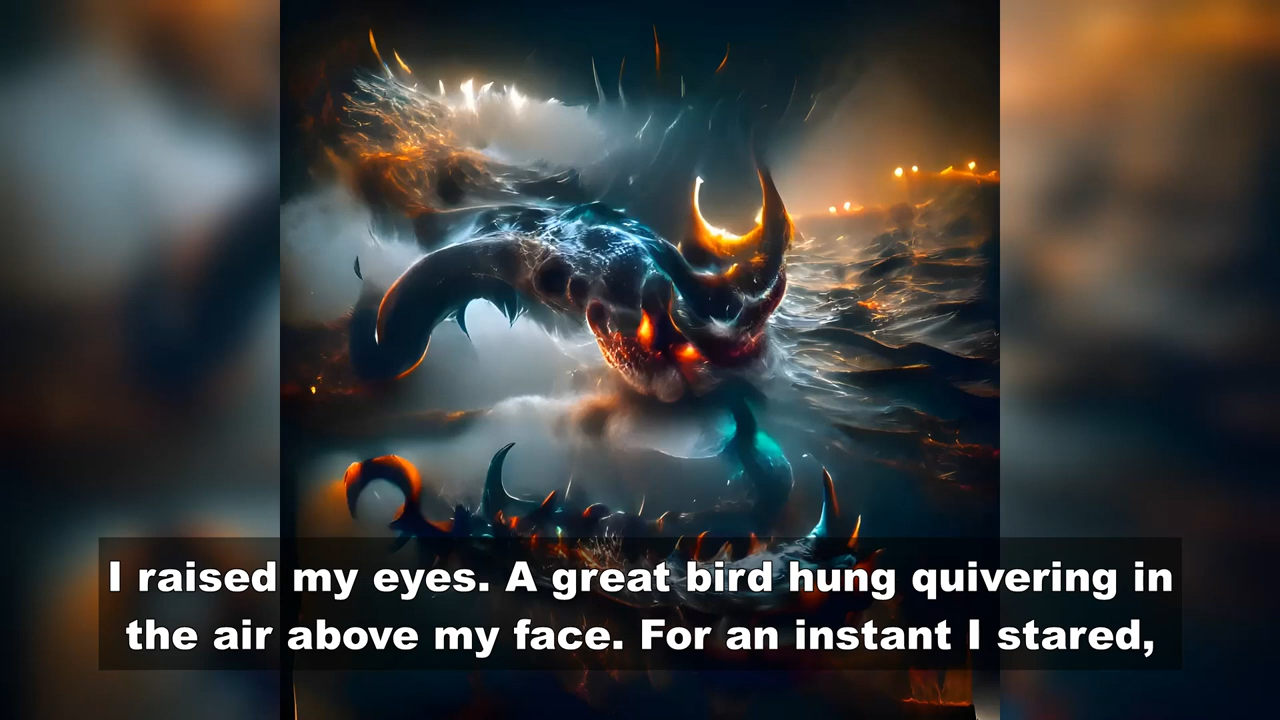 I raised my eyes. A great bird hung quivering in
the air above my face. For an instant I stared,